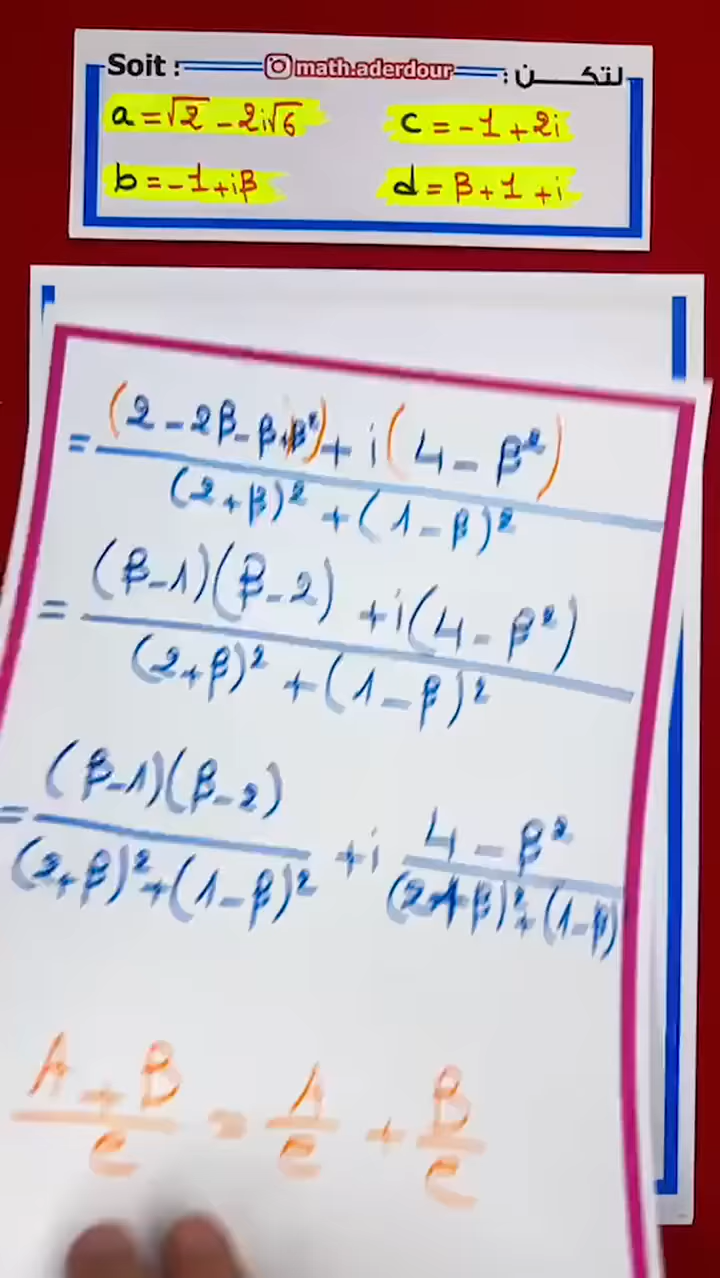 Soit : math.aderdour لتكن :
a = √2 - 2i√6 c = -1 + 2i
b = -1 + iβ d = β + 1 + i
= ((2 - 2β - β + β²) + i(4 - β²)) / ((2 + β)² + (1 - β)²)
= ((β - 1)(β - 2) + i(4 - β²)) / ((2 + β)² + (1 - β)²)
= (β - 1)(β - 2) / ((2 + β)² + (1 - β)²) + i (4 - β²) / ((2 + β)² + (1 - β)
(A + B) / C = A / C + B / C